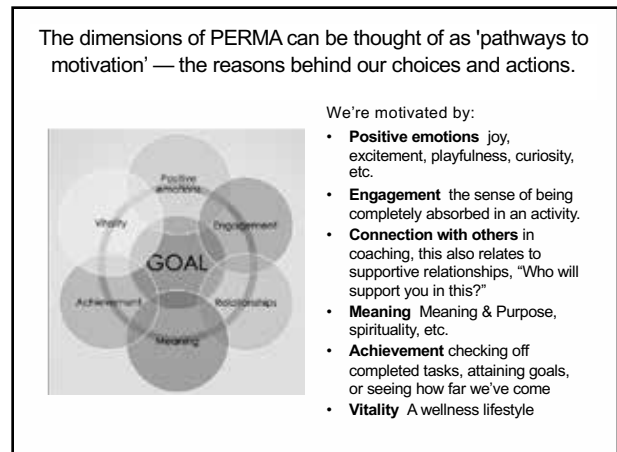 The dimensions of PERMA can be thought of as 'pathways to
motivation’ — the reasons behind our choices and actions.
Positive
emotions
Vitality
Engagement
GOAL
Achievement
Relationships
Meaning
We're motivated by:
• Positive emotions joy,
excitement, playfulness, curiosity,
etc.
• Engagement the sense of being
completely absorbed in an activity.
• Connection with others in
coaching, this also relates to
supportive relationships, “Who will
support you in this?”
• Meaning Meaning & Purpose,
spirituality, etc.
• Achievement checking off
completed tasks, attaining goals,
or seeing how far we've come
• Vitality A wellness lifestyle